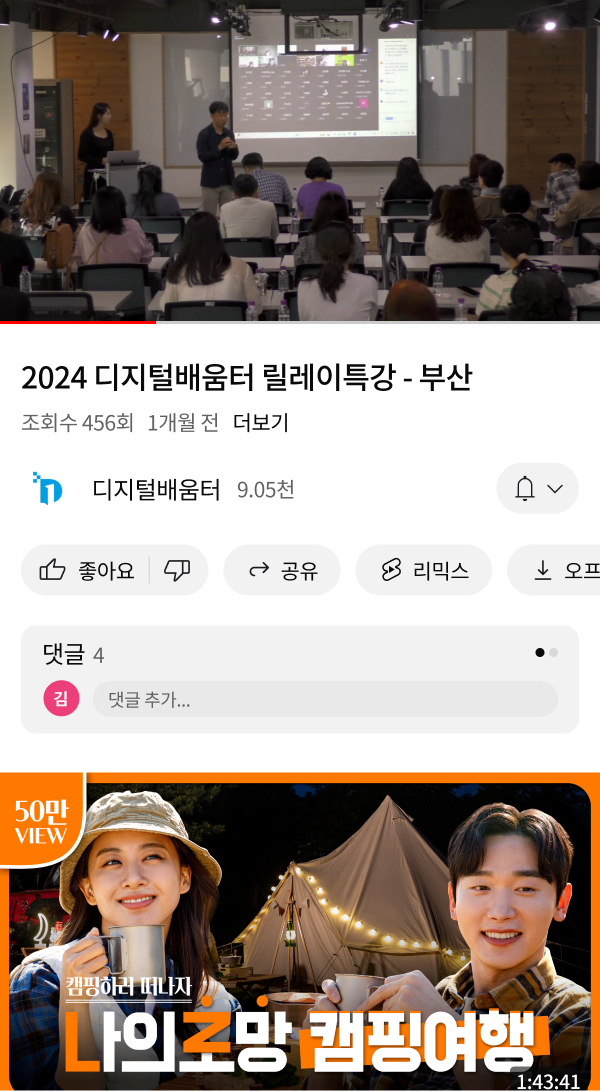 2024 디지털배움터 릴레이특강 - 부산
조회수 456회 1개월 전 더보기
디지털배움터 9.05천
좋아요 공유 리믹스 오프
댓글 4
김 댓글 추가...
50만
VIEW
캠핑하러 떠나자
나의로망 캠핑여행
1:43:41